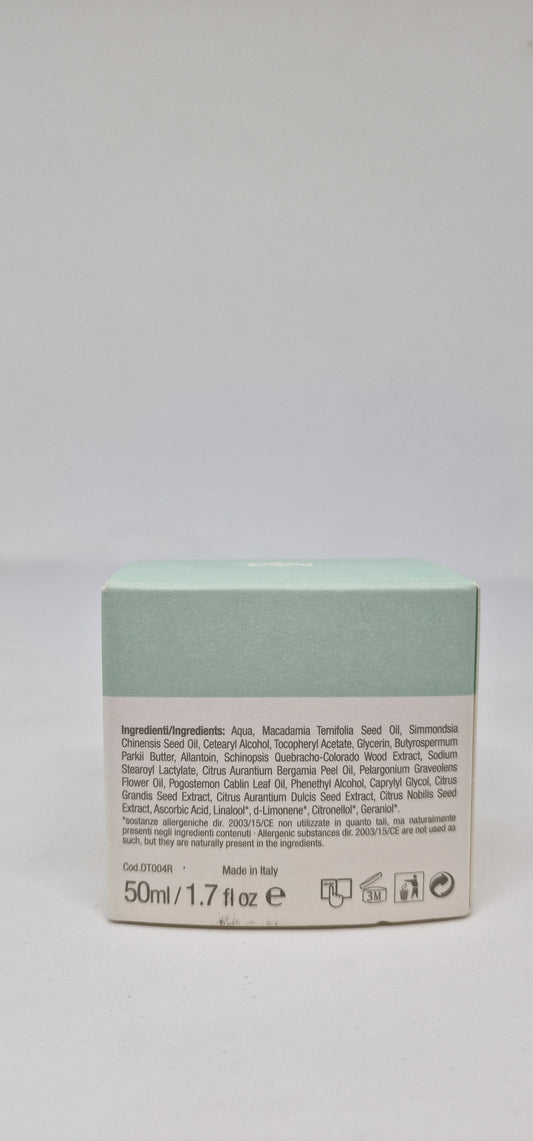 Ingredienti/Ingredients: Aqua, Macadamia Ternifolia Seed Oil, Simmondsia
Chinensis Seed Oil, Cetearyl Alcohol, Tocopheryl Acetate, Glycerin, Butyrospermum
Parkii Butter, Allantoin, Schinopsis Quebracho-Colorado Wood Extract, Sodium
Stearoyl Lactylate, Citrus Aurantium Bergamia Peel Oil, Pelargonium Graveolens
Flower Oil, Pogostemon Cablin Leaf Oil, Phenethyl Alcohol, Caprylyl Glycol, Citrus
Grandis Seed Extract, Citrus Aurantium Dulcis Seed Extract, Citrus Nobilis Seed
Extract, Ascorbic Acid, Linalool*, d-Limonene*, Citronellol*, Geraniol*.
*sostanze allergeniche dir. 2003/15/CE non utilizzate in quanto tali, ma naturalmente
presenti negli ingredienti contenuti - Allergenic substances dir. 2003/15/CE are not used as
such, but they are naturally present in the ingredients.
Cod.DT004R Made in Italy
50ml / 1.7 fl oz e 3M